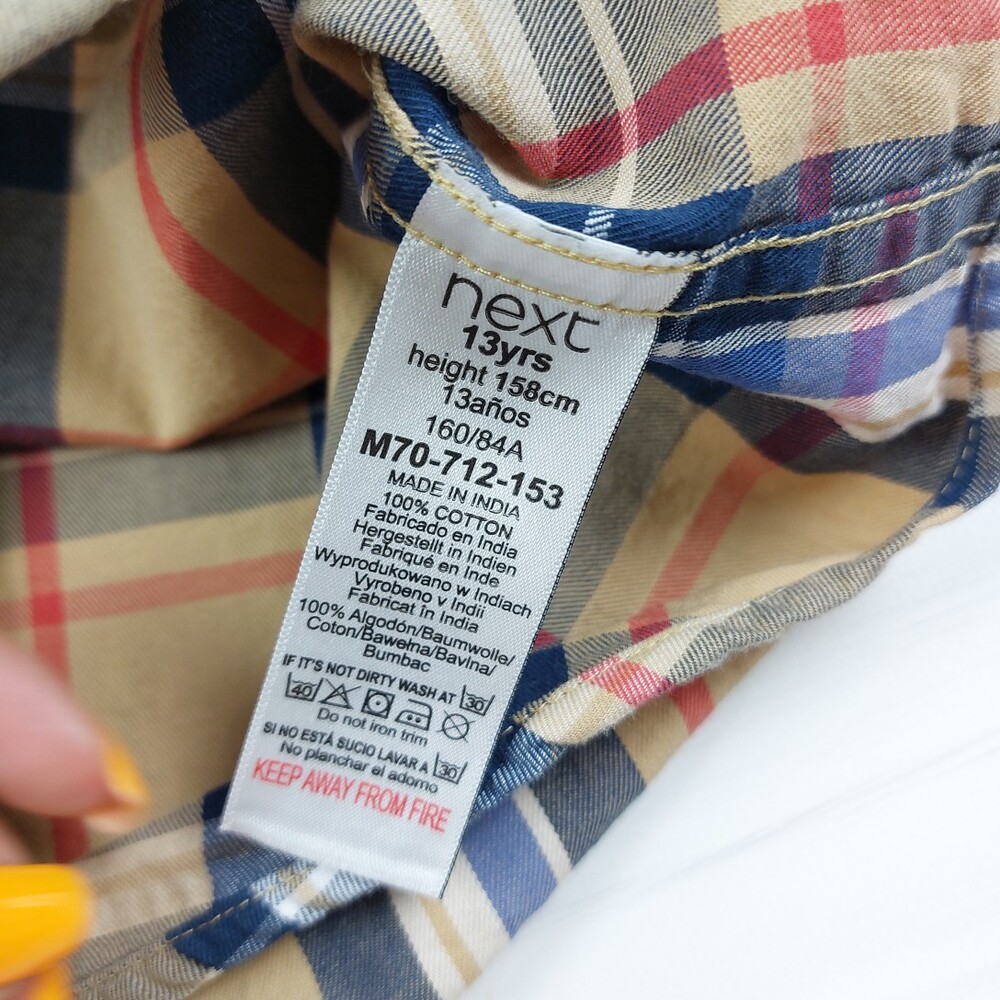 next
13yrs
height 158cm
13años
160/84A
M70-712-153
MADE IN INDIA
100% COTTON
Fabricado en India
Hergestellt in Indien
Fabriqué en Inde
Wyprodukowano w Indiach
Vyrobeno v Indii
Fabricat în India
100% Algodón/Baumwolle/
Coton/Bawełna/Bavlna/
Bumbac
IF IT'S NOT DIRTY WASH AT 30
40
Do not iron trim
SI NO ESTÁ SUCIO LAVAR A 30
No planchar el adorno
KEEP AWAY FROM FIRE